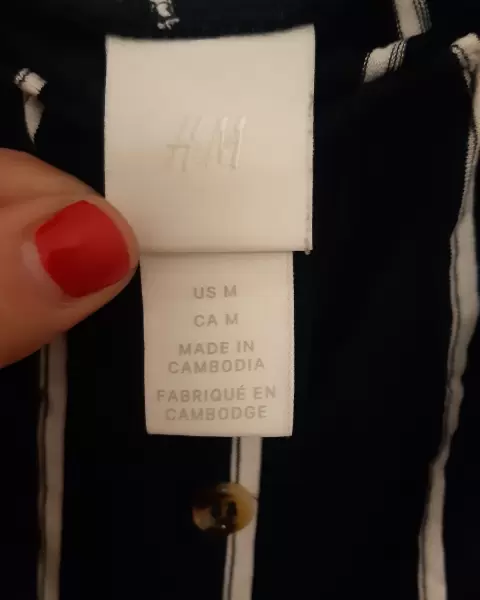 H&M
US M
CA M
MADE IN
CAMBODIA
FABRIQUÉ EN
CAMBODGE